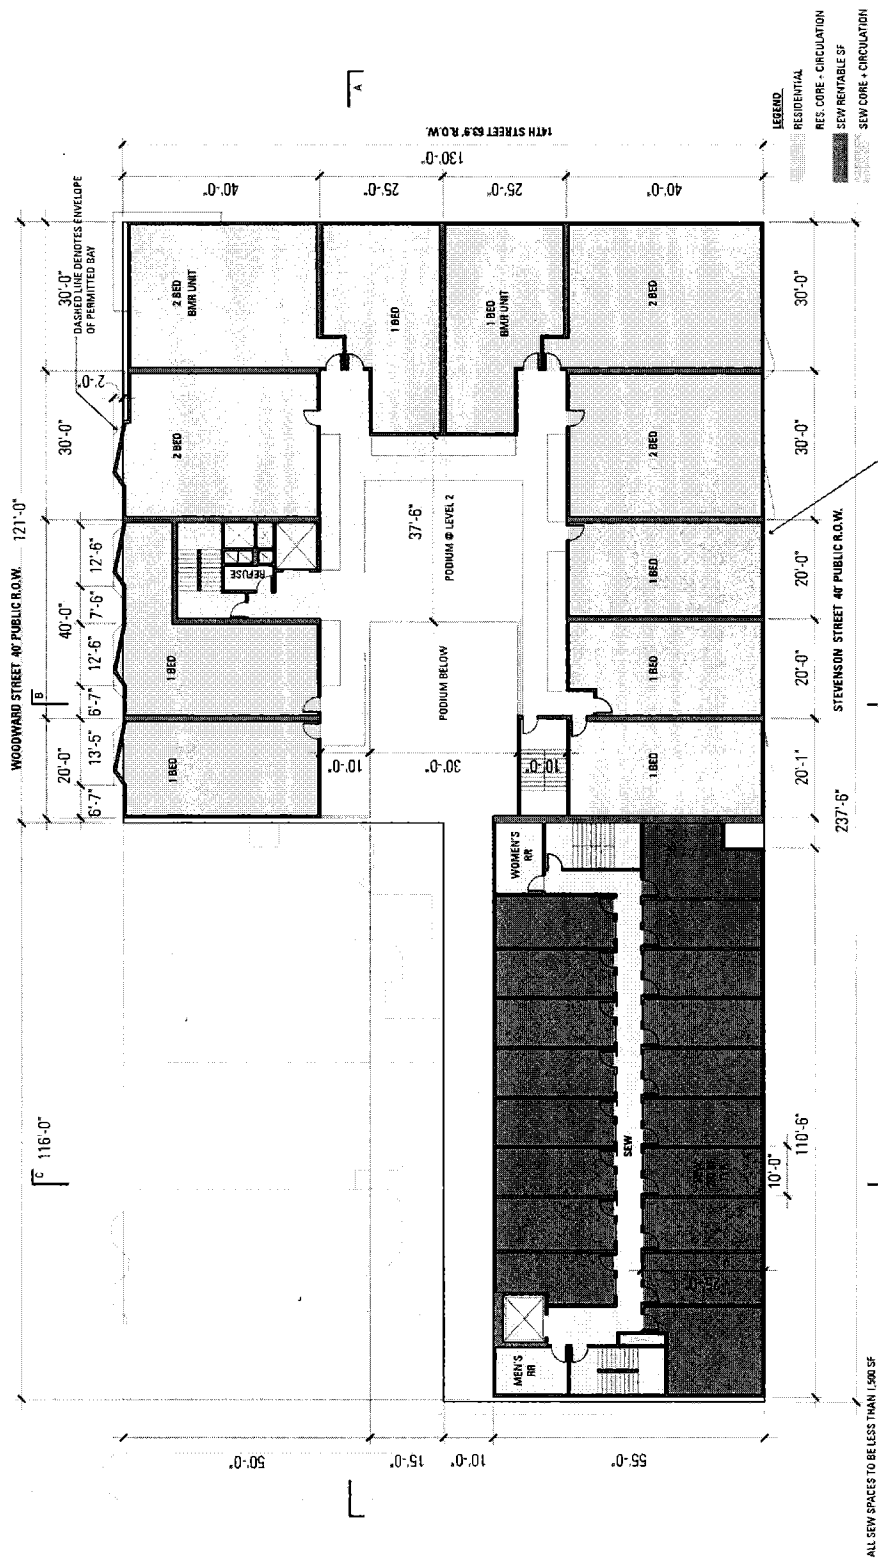 WOODWARD STREET 40' PUBLIC R.O.W.
116'-0"
121'-0"
C
B
A
DASHED LINE DENOTES ENVELOPE
OF PERMITTED BAY
20'-0"
40'-0"
30'-0"
30'-0"
6'-7"
13'-5"
6'-7"
12'-6"
7'-6"
12'-6"
2'-0"
1 BED
1 BED
REFUSE
2 BED
2 BED
BMR UNIT
1 BED
1 BED
BMR UNIT
2 BED
2 BED
1 BED
1 BED
1 BED
PODIUM BELOW
PODIUM @ LEVEL 2
37'-6"
10'-0"
30'-0"
10'-0"
WOMEN'S
RR
MEN'S
RR
SEW
50'-0"
15'-0"
10'-0"
55'-0"
40'-0"
25'-0"
25'-0"
40'-0"
130'-0"
14TH STREET 63.9' R.O.W.
10'-0"
110'-6"
20'-1"
20'-0"
20'-0"
30'-0"
30'-0"
237'-6"
STEVENSON STREET 40' PUBLIC R.O.W.
LEGEND
RESIDENTIAL
RES. CORE + CIRCULATION
SEW RENTABLE SF
SEW CORE + CIRCULATION
ALL SEW SPACES TO BE LESS THAN 1,500 SF